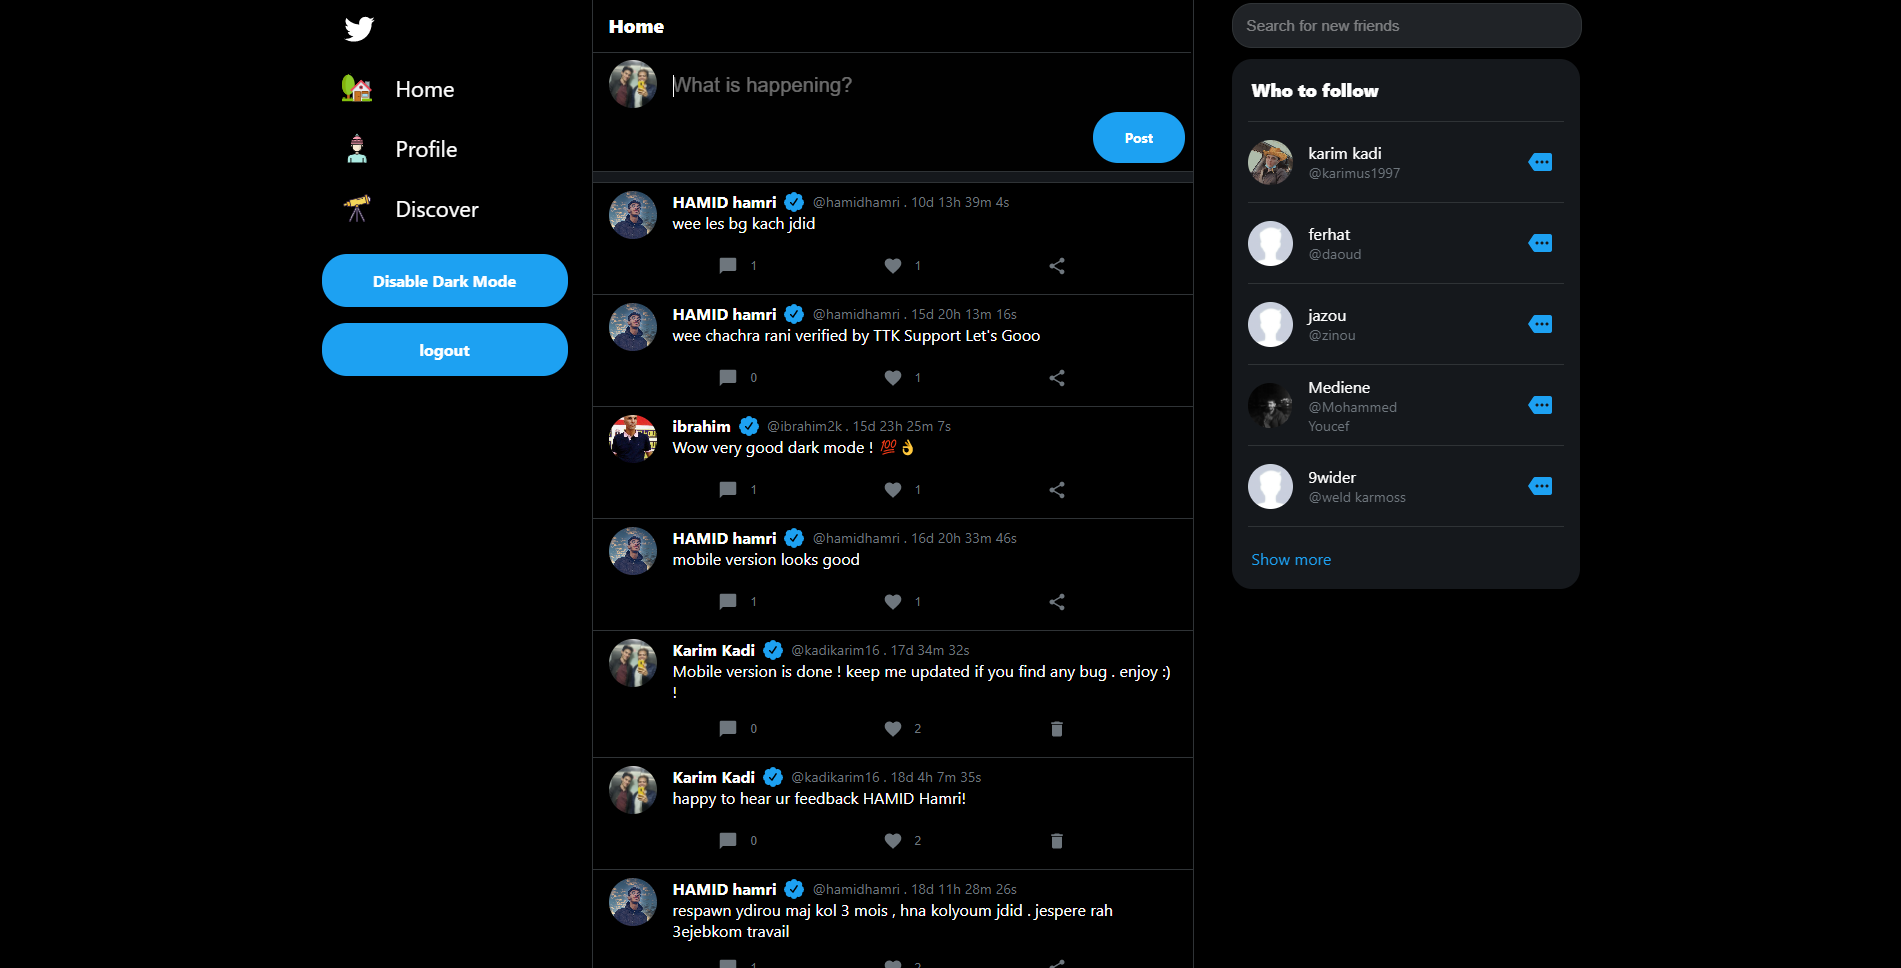 Home
Profile
Discover
Disable Dark Mode
logout
Home
What is happening?
Post
HAMID hamri @hamidhamri . 10d 13h 39m 4s
wee les bg kach jdid
1 1
HAMID hamri @hamidhamri . 15d 20h 13m 16s
wee chachra rani verified by TTK Support Let's Gooo
0 1
ibrahim @ibrahim2k . 15d 23h 25m 7s
Wow very good dark mode ! 💯👌
1 1
HAMID hamri @hamidhamri . 16d 20h 33m 46s
mobile version looks good
1 1
Karim Kadi @kadikarim16 . 17d 34m 32s
Mobile version is done ! keep me updated if you find any bug . enjoy :)
!
0 2
Karim Kadi @kadikarim16 . 18d 4h 7m 35s
happy to hear ur feedback HAMID Hamri!
0 2
HAMID hamri @hamidhamri . 18d 11h 28m 26s
respawn ydirou maj kol 3 mois , hna kolyoum jdid . jespere rah
3ejebkom travail
1 2
Search for new friends
Who to follow
karim kadi
@karimus1997
ferhat
@daoud
jazou
@zinou
Mediene
@Mohammed
Youcef
9wider
@weld karmoss
Show more